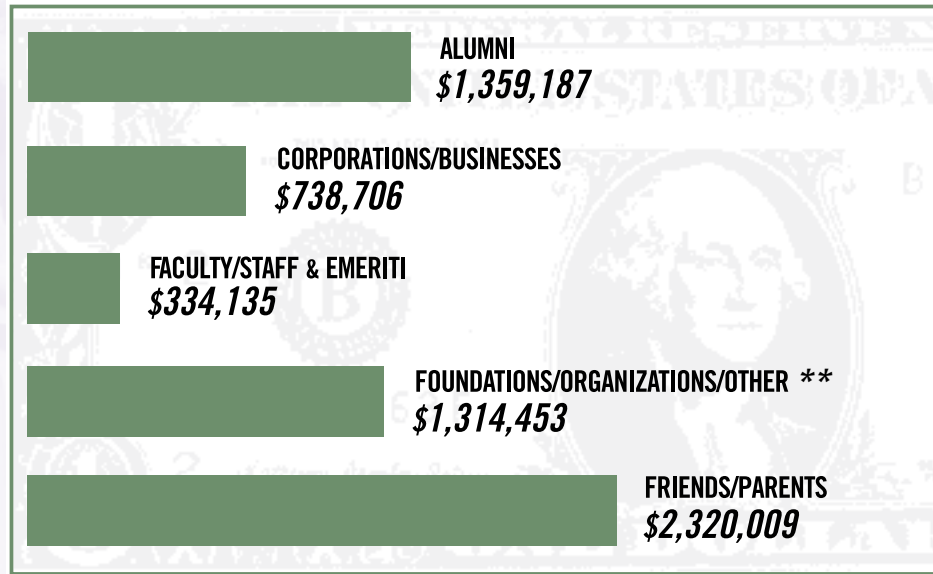 ALUMNI
$1,359,187
CORPORATIONS/BUSINESSES
$738,706
FACULTY/STAFF & EMERITI
$334,135
FOUNDATIONS/ORGANIZATIONS/OTHER **
$1,314,453
FRIENDS/PARENTS
$2,320,009